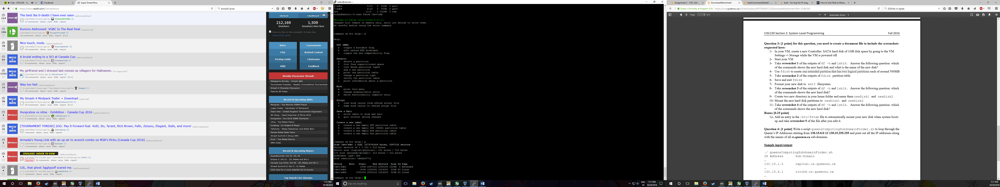 Cute - D.R.A.M. - S
Facebook
Super Smash Bros.
https://www.reddit.com/r/smashbros/
brocolli lyrics
114
The best Ike 0-death I have ever seen (self.smashbros)
submitted 4 hours ago by TheRealMrWillis
17 comments share save hide report
156
Rumors Addressed: VGBC Is The Real Deal
submitted 6 hours ago by DongerKnowsAll
15 comments share save hide report [l+c]
78
Nice touch, mods. (self.smashbros)
submitted 2 hours ago by
29 comments share save hide report
97
A brutal ending to a JV3 at Canada Cup (self.smashbros)
submitted 5 hours ago by innergreninja
8 comments share save hide report
1752
My girlfriend and I dressed last minute as villagers for Halloween. (m.imgur.com)
submitted 20 hours ago by Monchocore
43 comments share save hide report [l+c]
73
Way too fast (self.smashbros)
submitted 4 hours ago * (last edited 4 hours ago) by
10 comments share save hide report
56
My Smash 4 Modpack Trailer + Download (youtu.be)
submitted 4 hours ago by ShadowVenom718
19 comments share save hide report [l+c]
Hungrybox vs n0ne - Exhibition - Canada Cup 2016 (self.smashbros)
submitted an hour ago by
7 comments share save hide report
31
[TOURNAMENT THREAD] 2GG: Pay it Forward feat. VoiD, Ito, Tyrant, Rich Brown, Falln, Zenyou, Elegant, Jtails, and more! (self.smashbros)
submitted 3 hours ago by champtang
comment share save hide report
Armada's Young Link with an up air to wrench combo on M2K's Pichu (Canada Cup 2016) (self.smashbros)
submitted an hour ago by
3 comments share save hide report
SPOILERS! HOVER TO VIEW (self.smashbros)
submitted 20 minutes ago * (last edited 12 minutes ago) by Vertriv
Spoilers 10 comments share save hide report
LOL, that ghost Jigglypuff scared me. (self.smashbros)
submitted 47 minutes ago by Aetherlike
comment share save hide report
-shortcut
+dashboard
212,169
Smashers
1,509
Smashers Here Now
Show my flair on this subreddit. It looks like:
Rules
Tournaments
FAQ
Related Content
Posting Guide
Chatrooms
Wiki
Feedback
Weekly Discussion Threads
Metagame Monday - Smash Q&A
Tournament Tuesday - Weekly /r/smashbros Tournaments
Smash 4 Character Discussion
Free for All Friday
Recent & Upcoming AMAs
Mariguas - Top Mexican SSB64 Player
Logan Foster - Developer of WaveLand
Team Heir - United Kingdom Tournament Organizers
Shi Deng - Head Organiser of Shine 2016
Hungrybox - Evo 2016 SSBM Champion
n0ne - Top Melee Falcon
Junebug - #1 Project M Player
Tafokints - Melee Statistician and Sheik Main
Panda Global Stats Team
Smash Summit 2 Group AMA
Duck - Top Melee Samus
AMA Index
Recent & Upcoming Majors
SuperBoomed: Oct 22 -23: 64
Eclipse 2: Oct 21 - 23: Melee and Wii U
Canada Cup 2016: Oct 28 - 30: Melee and Wii U
Smash Summit 3: Nov 3 - 6: Melee
Click here for a more detailed list of events!
Top Smash Live Streams
7:11 PM
10/29/2016
aidan@ubuntu: ~
sdb5 8:21 0 500M 0 part
sdb6 8:22 0 500M 0 part
sr0 11:0 1 1024M 0 rom
aidan@ubuntu:~$ sudo fdisk /dev/sdb
Welcome to fdisk (util-linux 2.27.1).
Changes will remain in memory only, until you decide to write them.
Be careful before using the write command.
Command (m for help): m
Help:
DOS (MBR)
a toggle a bootable flag
b edit nested BSD disklabel
c toggle the dos compatibility flag
Generic
d delete a partition
F list free unpartitioned space
l list known partition types
n add a new partition
p print the partition table
t change a partition type
v verify the partition table
i print information about a partition
Misc
m print this menu
u change display/entry units
x extra functionality (experts only)
Script
I load disk layout from sfdisk script file
O dump disk layout to sfdisk script file
Save & Exit
w write table to disk and exit
q quit without saving changes
Create a new label
g create a new empty GPT partition table
G create a new empty SGI (IRIX) partition table
o create a new empty DOS partition table
s create a new empty Sun partition table
Command (m for help): p
Disk /dev/sdb: 1 GiB, 1073741824 bytes, 2097152 sectors
Units: sectors of 1 * 512 = 512 bytes
Sector size (logical/physical): 512 bytes / 512 bytes
I/O size (minimum/optimal): 512 bytes / 512 bytes
Disklabel type: dos
Disk identifier: 0x6d2d7712
Device Boot Start End Sectors Size Id Type
/dev/sdb1 2048 2097151 2095104 1023M 5 Extended
/dev/sdb5 4096 1028095 1024000 500M 83 Linux
/dev/sdb6 1030144 2054143 1024000 500M 83 Linux
Command (m for help):
Ask me anything
ENG
US
7:11 PM
10/29/2016
Assignment 2 - CISC 220-...
DownloadAttachment
bashCommandsSheet2 - ...
bash - for loop for IP rang...
How to Use Fdisk to Mana...
Queen's University at Kingston (CA)
https://onq.queensu.ca/d2l/le/dropbox/69709/69123/DownloadAttachment?fid=2296342
500mb in bytes
Page: 3 of 3
Automatic Zoom
CISC220 Section 2: System-Level Programming Fall 2016
Question 3: [1 point] for this question, you need to create a document file to include the screenshots
requested here:
1- In your VM, create a new Controller: SATA hard disk of 1GB disk space by going to the VM
Settings -> Storage while the VM is powered off.
2- Start your VM
3- Take screenshot 1 of the outputs of df -h and lsblk. Answer the following question: which
of the commands shows the new hard disk and what is the name of the new disk?
4- Use fdisk to create one extended partition that has two logical partitions each of around 500MB
5- Take screenshot 2 of the outputs of fdisk partition table
6- Save and exit fdisk
7- Format your new disk to ext3 filesystem
8- Take screenshot 3 of the outputs of df -h and lsblk. Answer the following question: which
of the commands shows the new hard disk?
9- Create two new directory in your home folder and name them newDisk1 and newDisk2
10- Mount the new hard disk partitions to newDisk1 and newDisk2
11- Take screenshot 4 of the outputs of df -h and lsblk. Answer the following question: which
of the commands shows the new hard disk?
Bonus [0.25 point]
12- Add an entry in the /etc/fstab file to automatically mount your new disk when system boots
up and take screenshot 5 of the file after you edit it.
Question 4: [1 point] Write a script queensComputingSubdomainFinder.sh to loop through the
Queen's IP Addresses starting from 130.15.0.0 till 130.15.255.255 and print out all the IP addresses along
with the names of all cs.queensu.ca sub-domains.
Sample input/output
./ queensComputingSubdomainFinder.sh
IP Address Sub-Domain
…
130.15.1.3 capital.cs.queensu.ca
…
130.15.4.1 ritch4.cs.queensu.ca
…
7:11 PM
10/29/2016